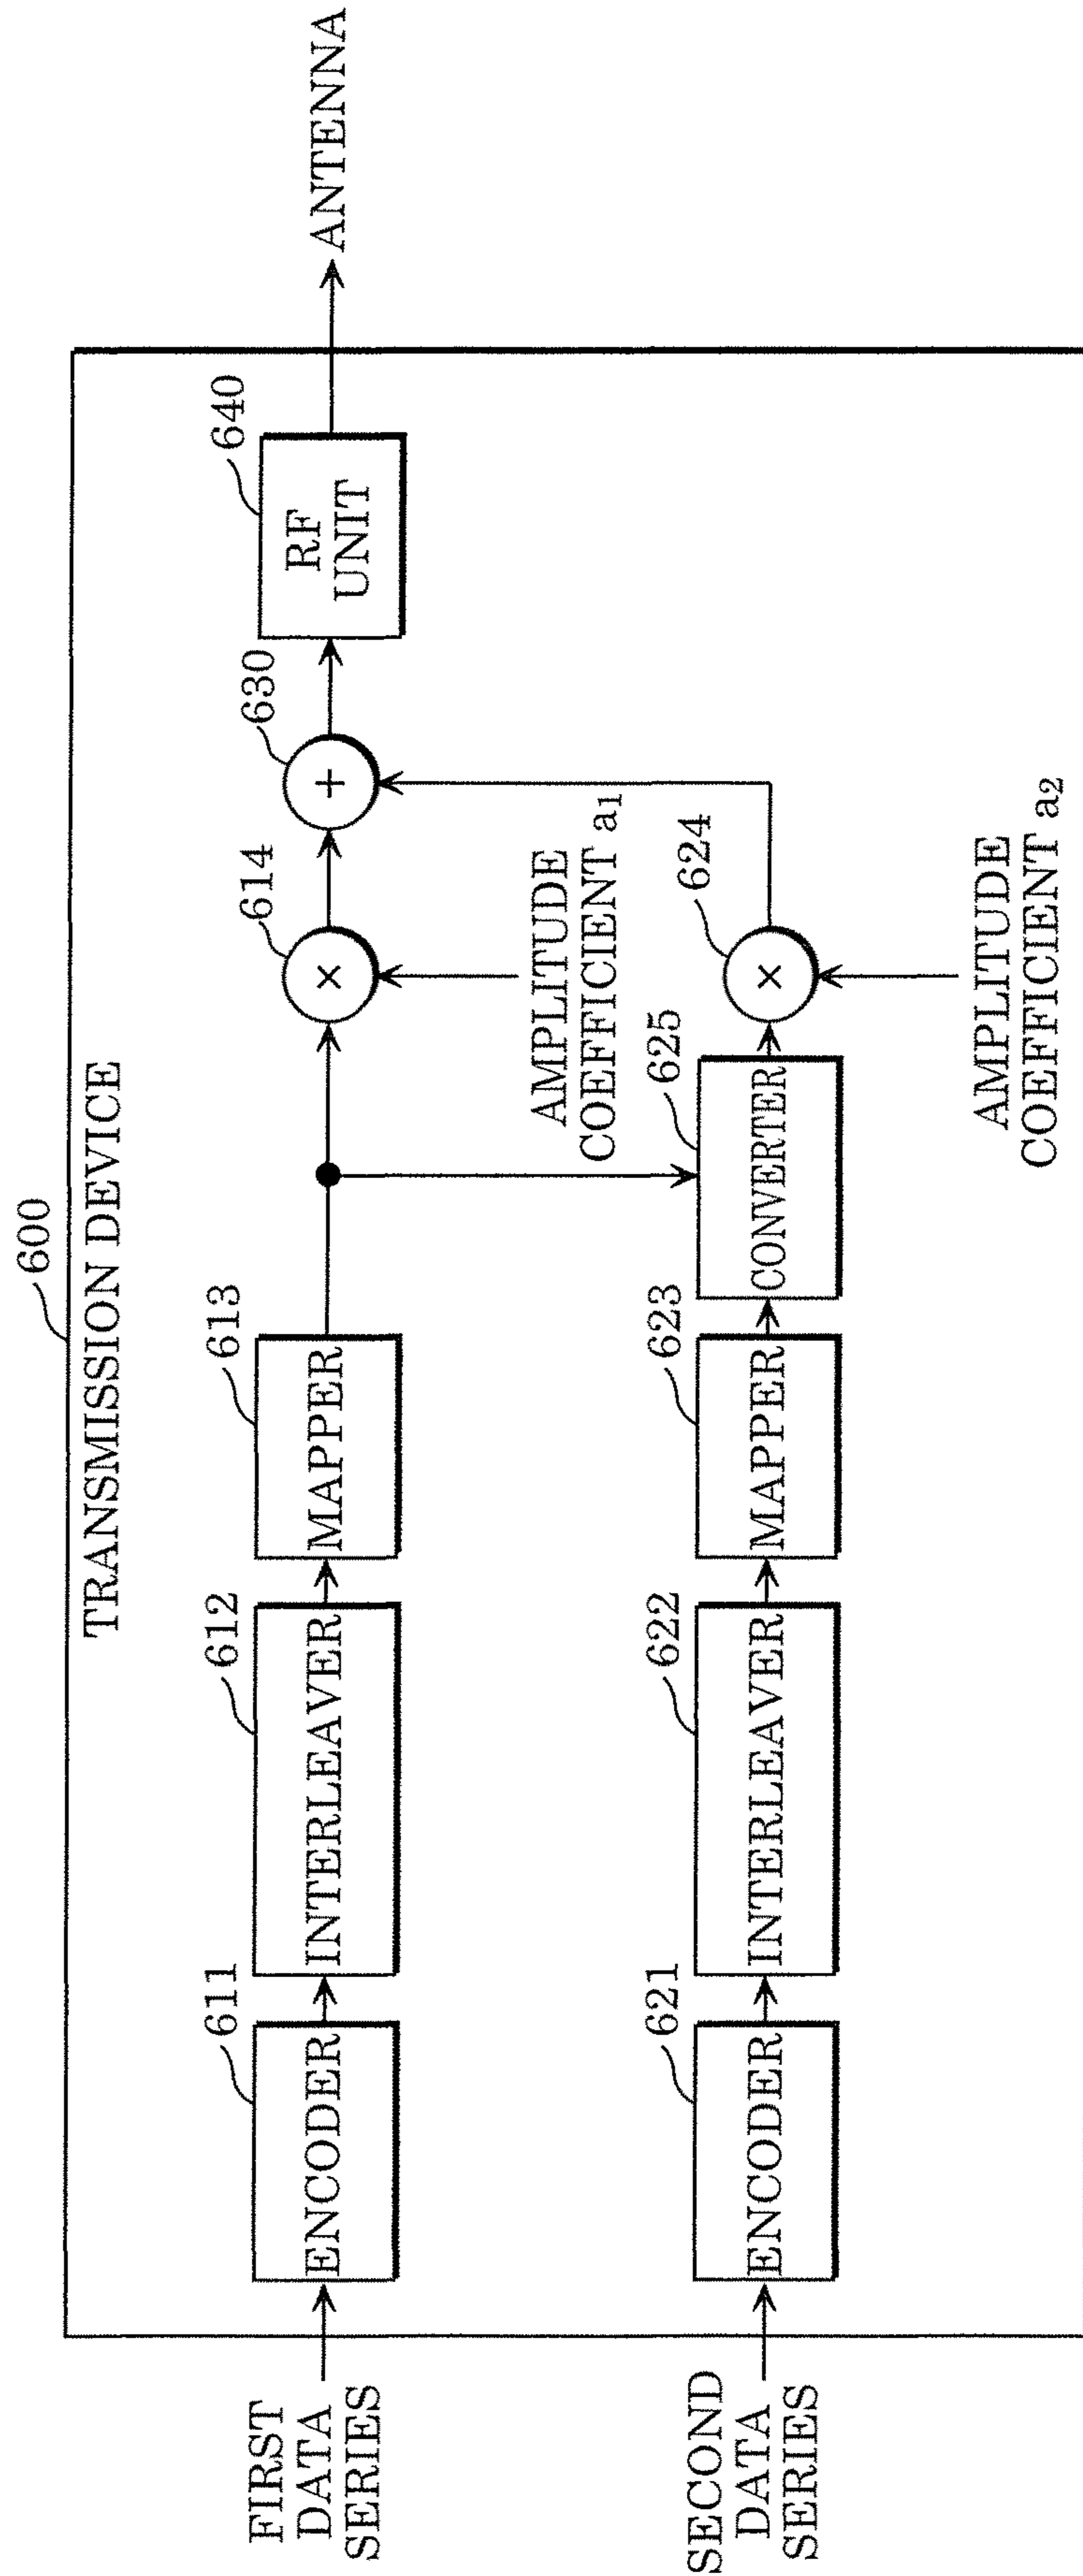 600
TRANSMISSION DEVICE
FIRST
DATA
SERIES
611
ENCODER
612
INTERLEAVER
613
MAPPER
614
×
AMPLITUDE
COEFFICIENT a1
630
+
640
RF
UNIT
ANTENNA
SECOND
DATA
SERIES
621
ENCODER
622
INTERLEAVER
623
MAPPER
625
CONVERTER
624
×
AMPLITUDE
COEFFICIENT a2